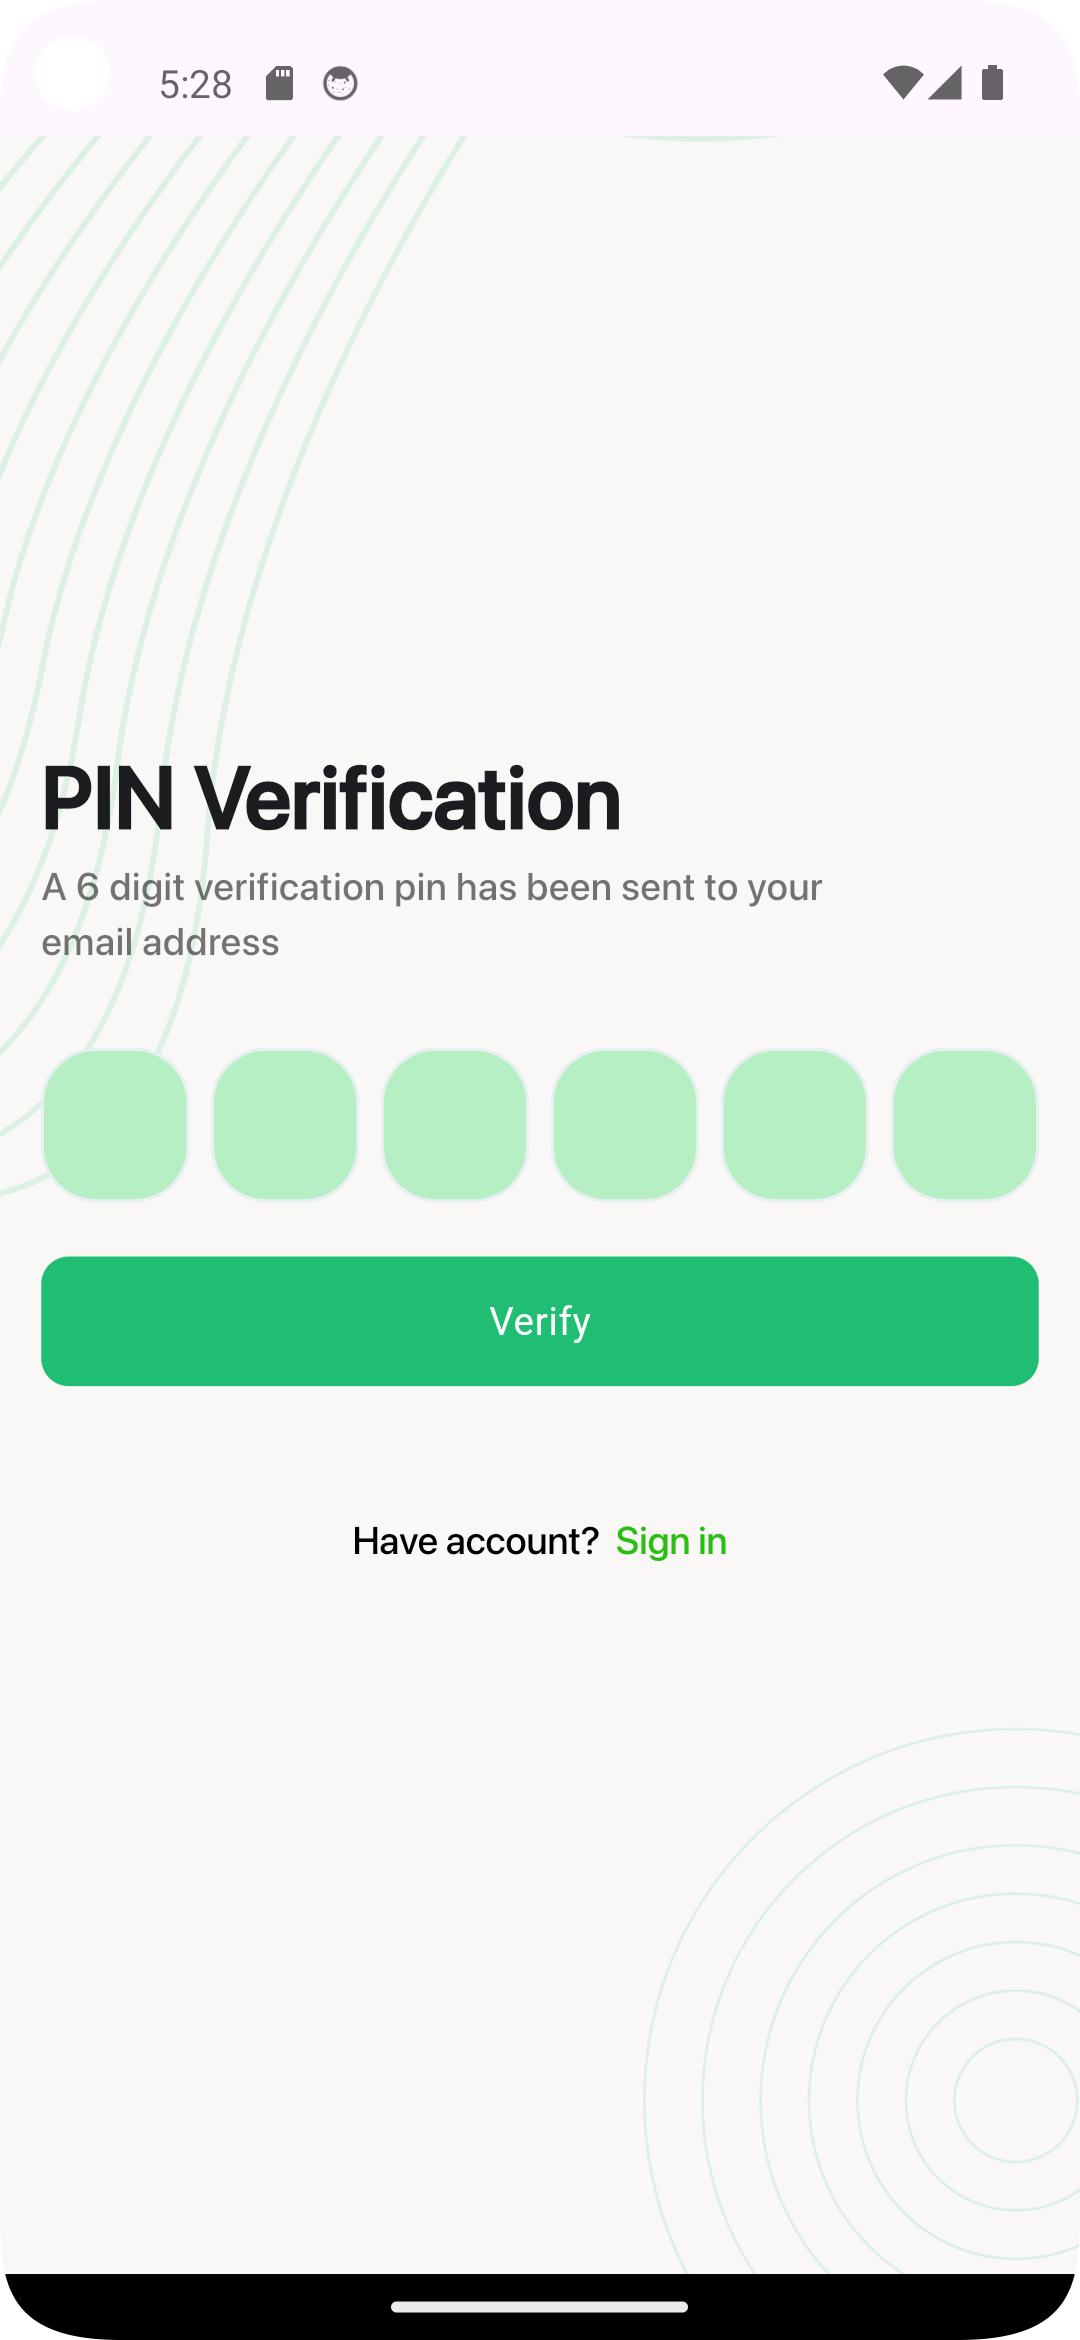 5:28
PIN Verification
A 6 digit verification pin has been sent to your
email address
Verify
Have account? Sign in